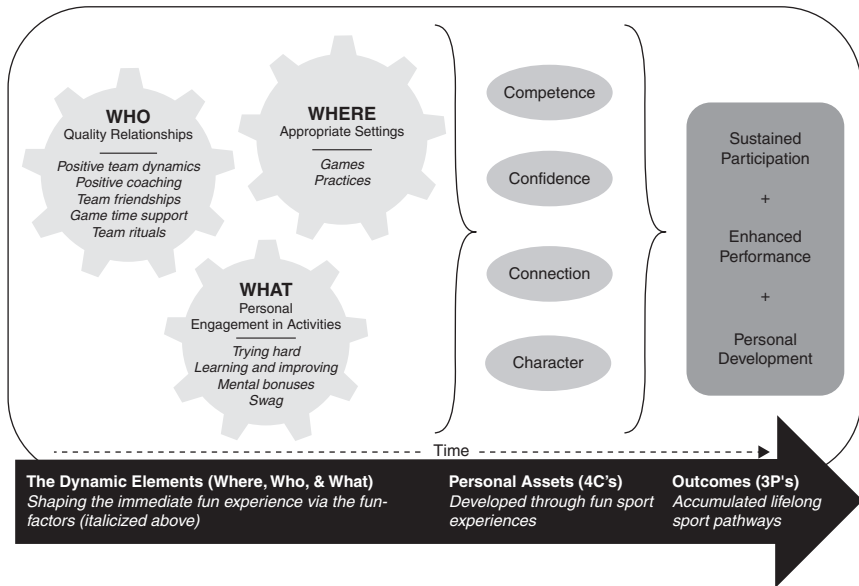 WHO
Quality Relationships
Positive team dynamics
Positive coaching
Team friendships
Game time support
Team rituals
WHERE
Appropriate Settings
Games
Practices
WHAT
Personal
Engagement in Activities
Trying hard
Learning and improving
Mental bonuses
Swag
Competence
Confidence
Connection
Character
Sustained
Participation
+
Enhanced
Performance
+
Personal
Development
Time
The Dynamic Elements (Where, Who, & What)
Shaping the immediate fun experience via the fun-
factors (italicized above)
Personal Assets (4C's)
Developed through fun sport
experiences
Outcomes (3P's)
Accumulated lifelong
sport pathways